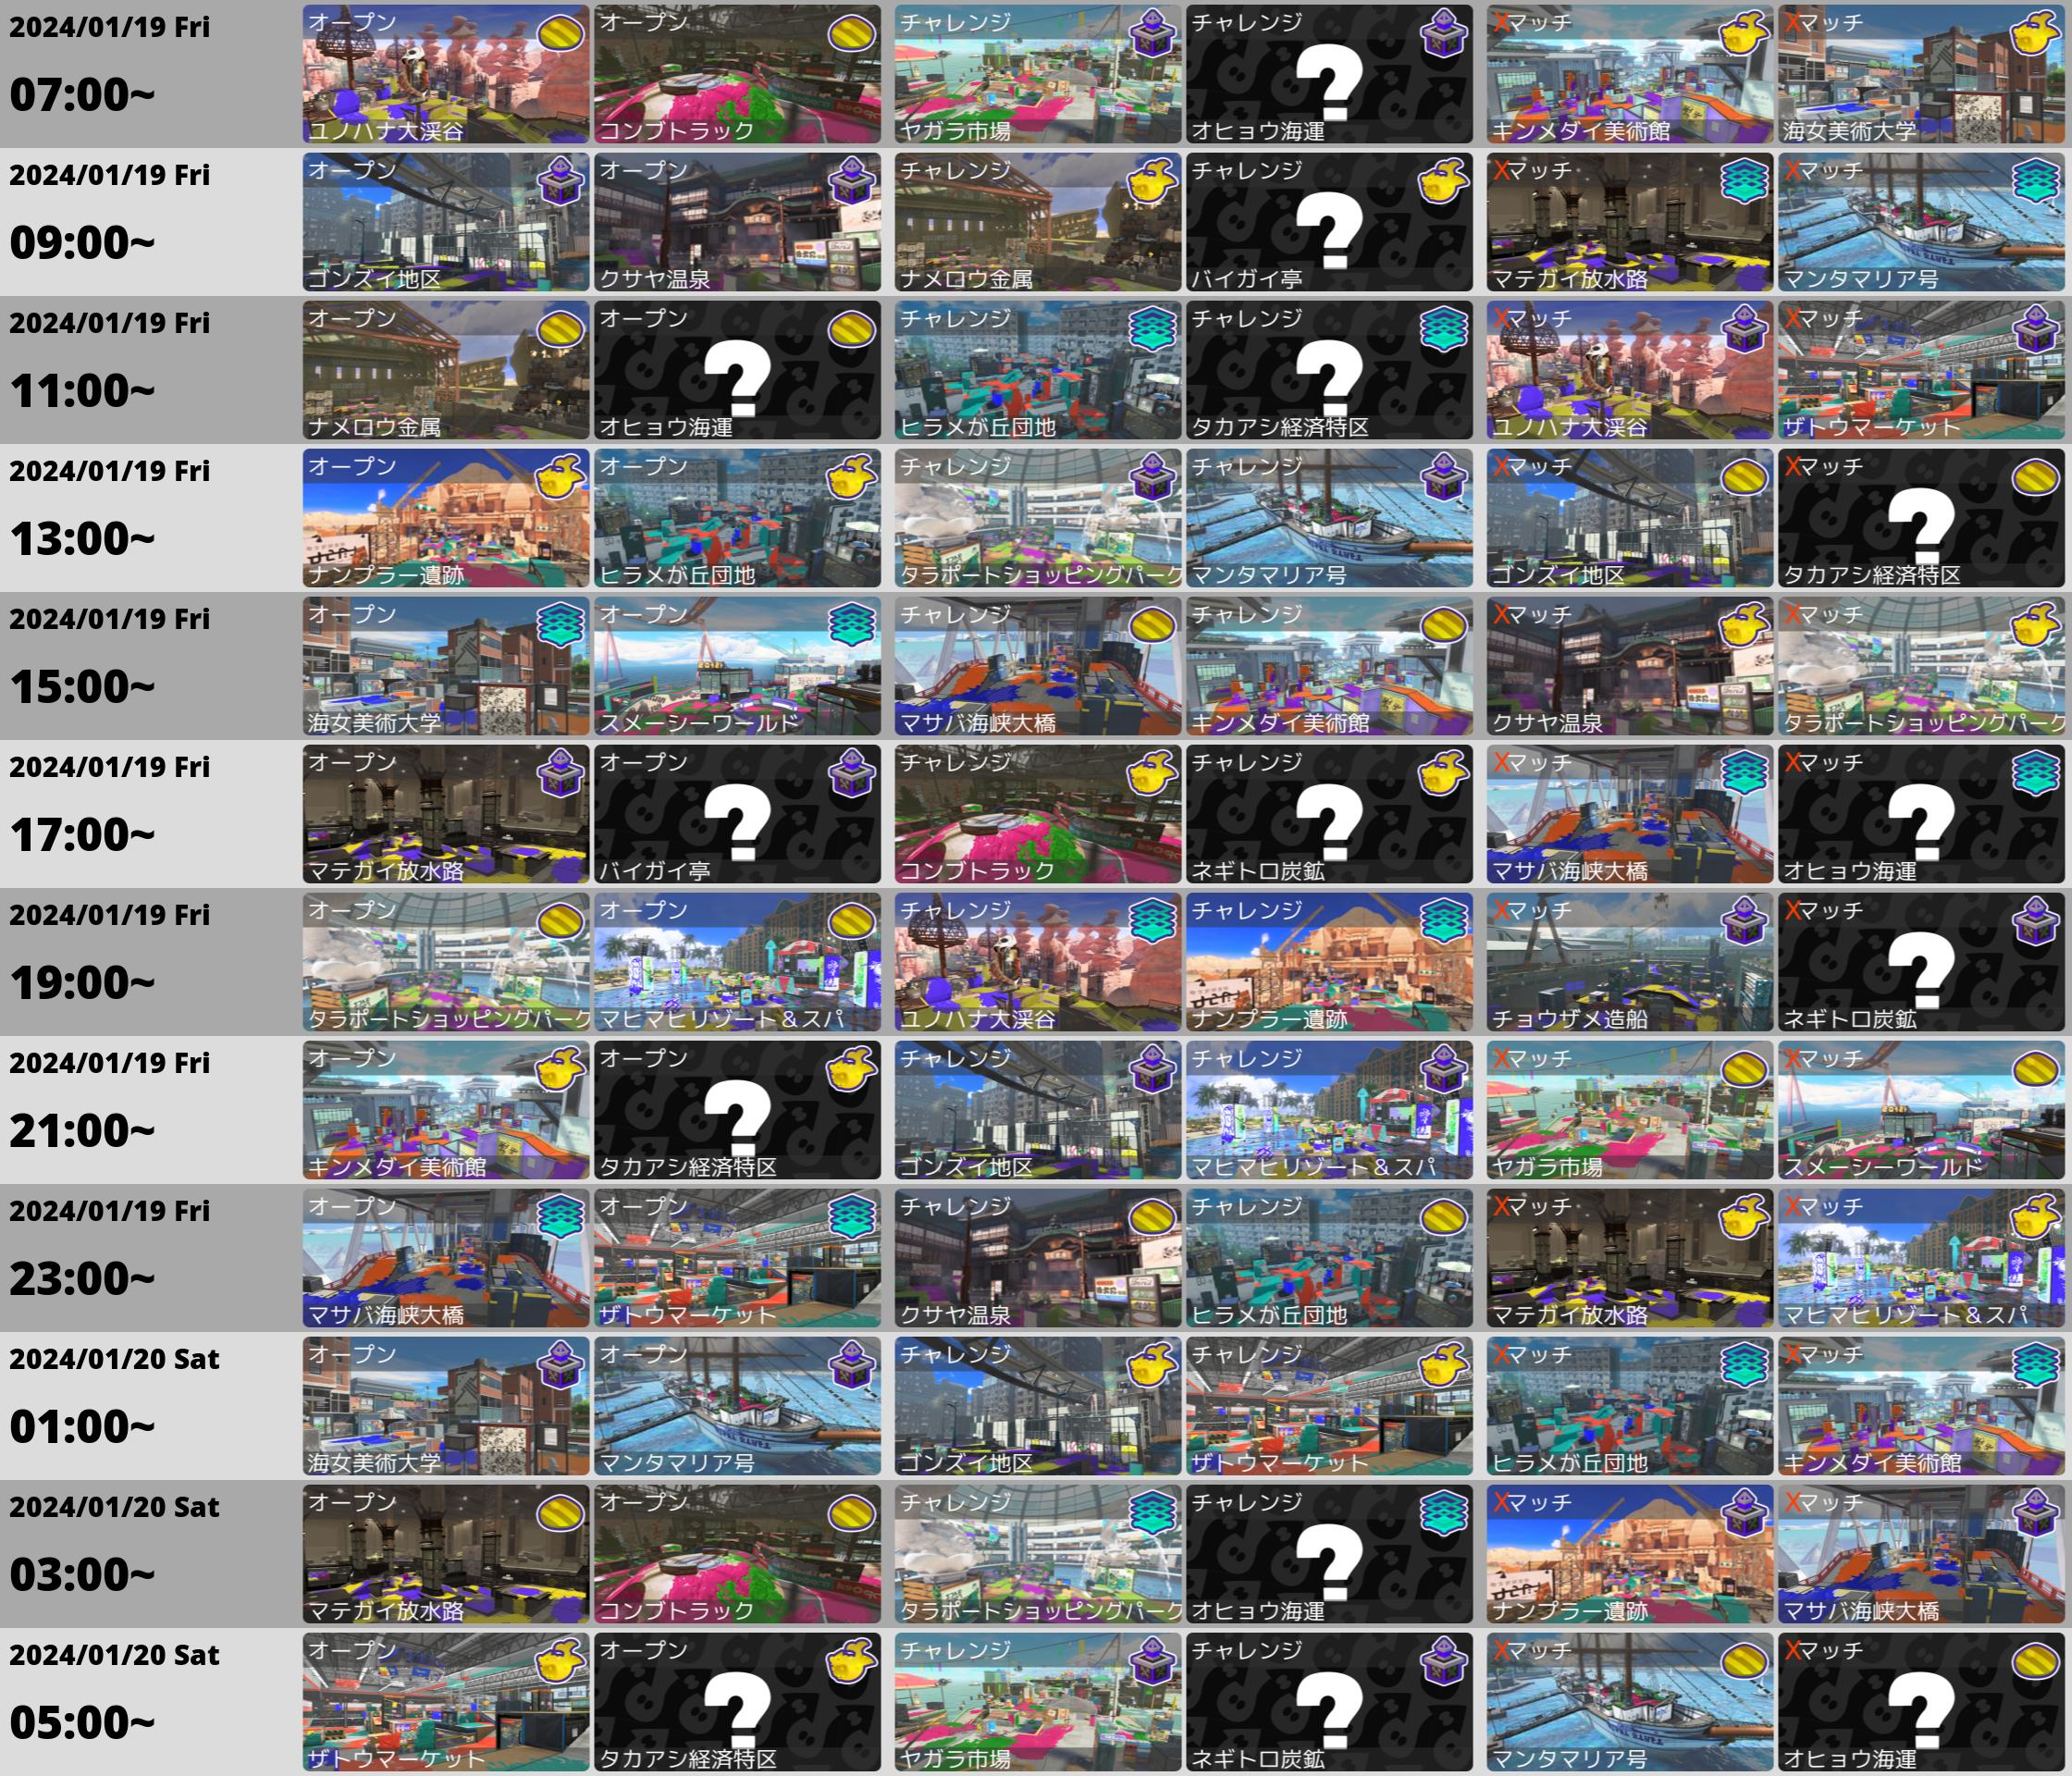 2024/01/19 Fri
07:00~
オープン
ユノハナ大渓谷
オープン
コンブトラック
チャレンジ
ヤガラ市場
チャレンジ
?
オヒョウ海運
Xマッチ
キンメダイ美術館
Xマッチ
海女美術大学
2024/01/19 Fri
09:00~
オープン
ゴンズイ地区
オープン
クサヤ温泉
チャレンジ
ナメロウ金属
チャレンジ
?
バイガイ亭
Xマッチ
マテガイ放水路
Xマッチ
マンタマリア号
2024/01/19 Fri
11:00~
オープン
ナメロウ金属
オープン
?
オヒョウ海運
チャレンジ
ヒラメが丘団地
チャレンジ
?
タカアシ経済特区
Xマッチ
ユノハナ大渓谷
Xマッチ
ザトウマーケット
2024/01/19 Fri
13:00~
オープン
ナンプラー遺跡
オープン
ヒラメが丘団地
チャレンジ
タラポートショッピングパーク
チャレンジ
マンタマリア号
Xマッチ
ゴンズイ地区
Xマッチ
?
タカアシ経済特区
2024/01/19 Fri
15:00~
オープン
海女美術大学
オープン
スメーシーワールド
チャレンジ
マサバ海峡大橋
チャレンジ
キンメダイ美術館
Xマッチ
クサヤ温泉
Xマッチ
タラポートショッピングパーク
2024/01/19 Fri
17:00~
オープン
マテガイ放水路
オープン
?
バイガイ亭
チャレンジ
コンブトラック
チャレンジ
?
ネギトロ炭鉱
Xマッチ
マサバ海峡大橋
Xマッチ
?
オヒョウ海運
2024/01/19 Fri
19:00~
オープン
タラポートショッピングパーク
オープン
マヒマヒリゾート＆スパ
チャレンジ
ユノハナ大渓谷
チャレンジ
ナンプラー遺跡
Xマッチ
チョウザメ造船
Xマッチ
?
ネギトロ炭鉱
2024/01/19 Fri
21:00~
オープン
キンメダイ美術館
オープン
?
タカアシ経済特区
チャレンジ
ゴンズイ地区
チャレンジ
マヒマヒリゾート＆スパ
Xマッチ
ヤガラ市場
Xマッチ
スメーシーワールド
2024/01/19 Fri
23:00~
オープン
マサバ海峡大橋
オープン
ザトウマーケット
チャレンジ
クサヤ温泉
チャレンジ
ヒラメが丘団地
Xマッチ
マテガイ放水路
Xマッチ
マヒマヒリゾート＆スパ
2024/01/20 Sat
01:00~
オープン
海女美術大学
オープン
マンタマリア号
チャレンジ
ゴンズイ地区
チャレンジ
ザトウマーケット
Xマッチ
ヒラメが丘団地
Xマッチ
キンメダイ美術館
2024/01/20 Sat
03:00~
オープン
マテガイ放水路
オープン
コンブトラック
チャレンジ
タラポートショッピングパーク
チャレンジ
?
オヒョウ海運
Xマッチ
ナンプラー遺跡
Xマッチ
マサバ海峡大橋
2024/01/20 Sat
05:00~
オープン
ザトウマーケット
オープン
?
タカアシ経済特区
チャレンジ
ヤガラ市場
チャレンジ
?
ネギトロ炭鉱
Xマッチ
マンタマリア号
Xマッチ
?
オヒョウ海運